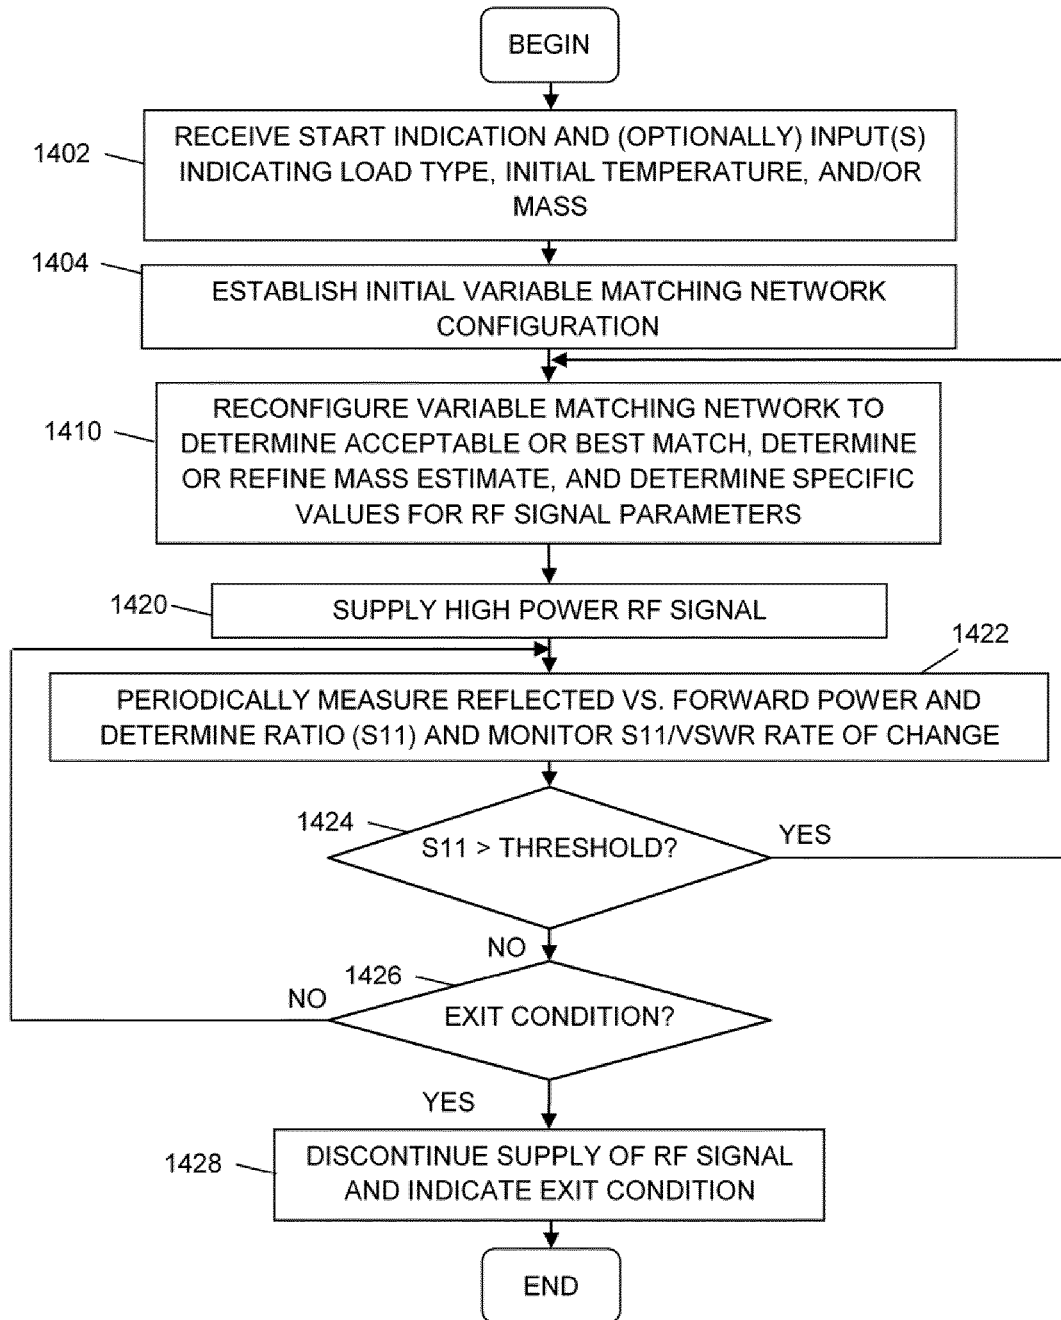 BEGIN
1402
RECEIVE START INDICATION AND (OPTIONALLY) INPUT(S)
INDICATING LOAD TYPE, INITIAL TEMPERATURE, AND/OR
MASS
1404
ESTABLISH INITIAL VARIABLE MATCHING NETWORK
CONFIGURATION
1410
RECONFIGURE VARIABLE MATCHING NETWORK TO
DETERMINE ACCEPTABLE OR BEST MATCH, DETERMINE
OR REFINE MASS ESTIMATE, AND DETERMINE SPECIFIC
VALUES FOR RF SIGNAL PARAMETERS
1420
SUPPLY HIGH POWER RF SIGNAL
1422
PERIODICALLY MEASURE REFLECTED VS. FORWARD POWER AND
DETERMINE RATIO (S11) AND MONITOR S11/VSWR RATE OF CHANGE
1424
S11 > THRESHOLD?
YES
NO
1426
NO
EXIT CONDITION?
YES
1428
DISCONTINUE SUPPLY OF RF SIGNAL
AND INDICATE EXIT CONDITION
END